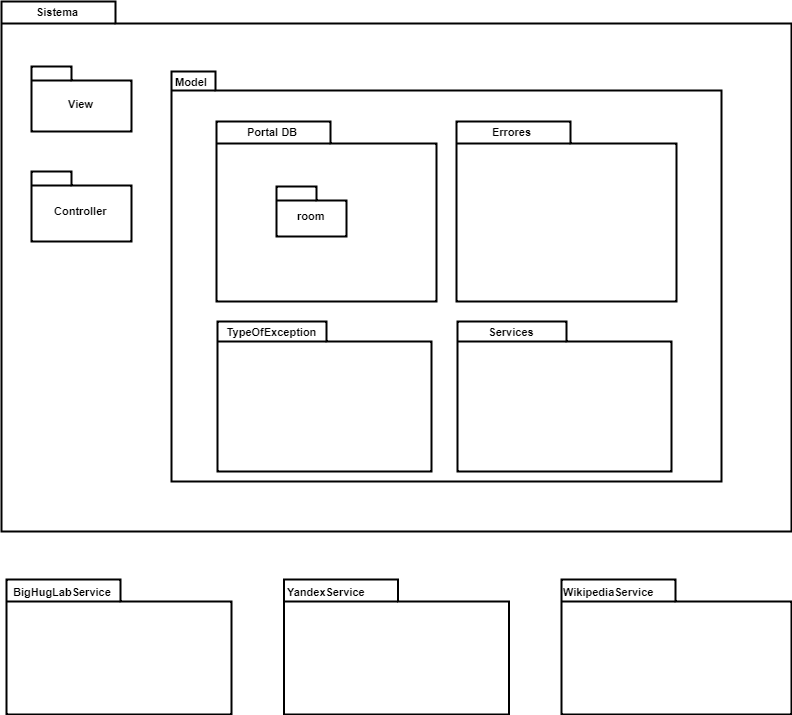 Sistema
View
Controller
Model
Portal DB
room
Errores
TypeOfException
Services
BigHugLabService
YandexService
WikipediaService